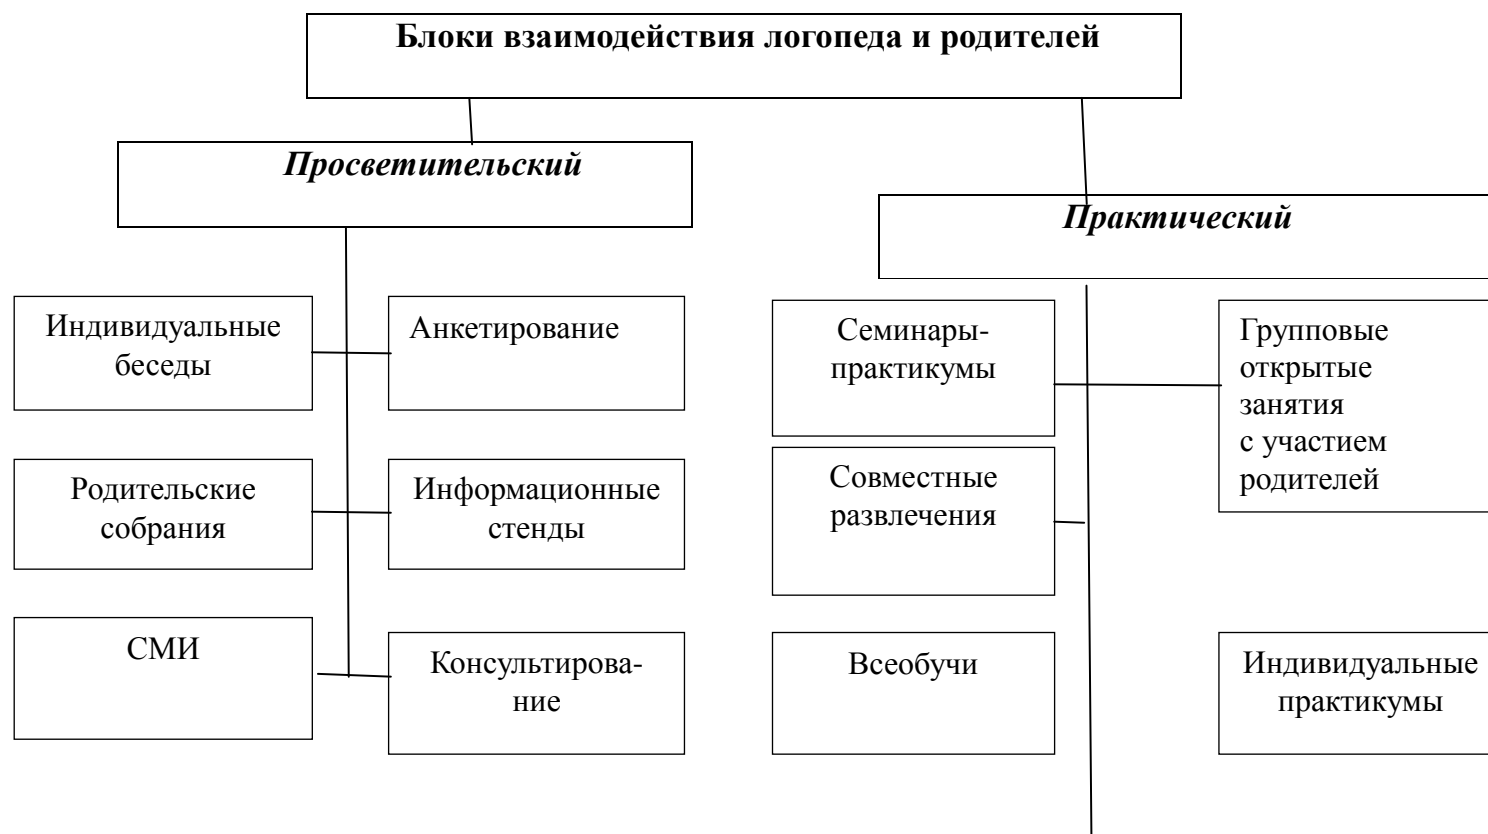 Блоки взаимодействия логопеда и родителей
Просветительский
Практический
Индивидуальные
беседы
Анкетирование
Родительские
собрания
Информационные
стенды
СМИ
Консультирова-
ние
Семинары-
практикумы
Групповые
открытые
занятия
с участием
родителей
Совместные
развлечения
Всеобучи
Индивидуальные
практикумы